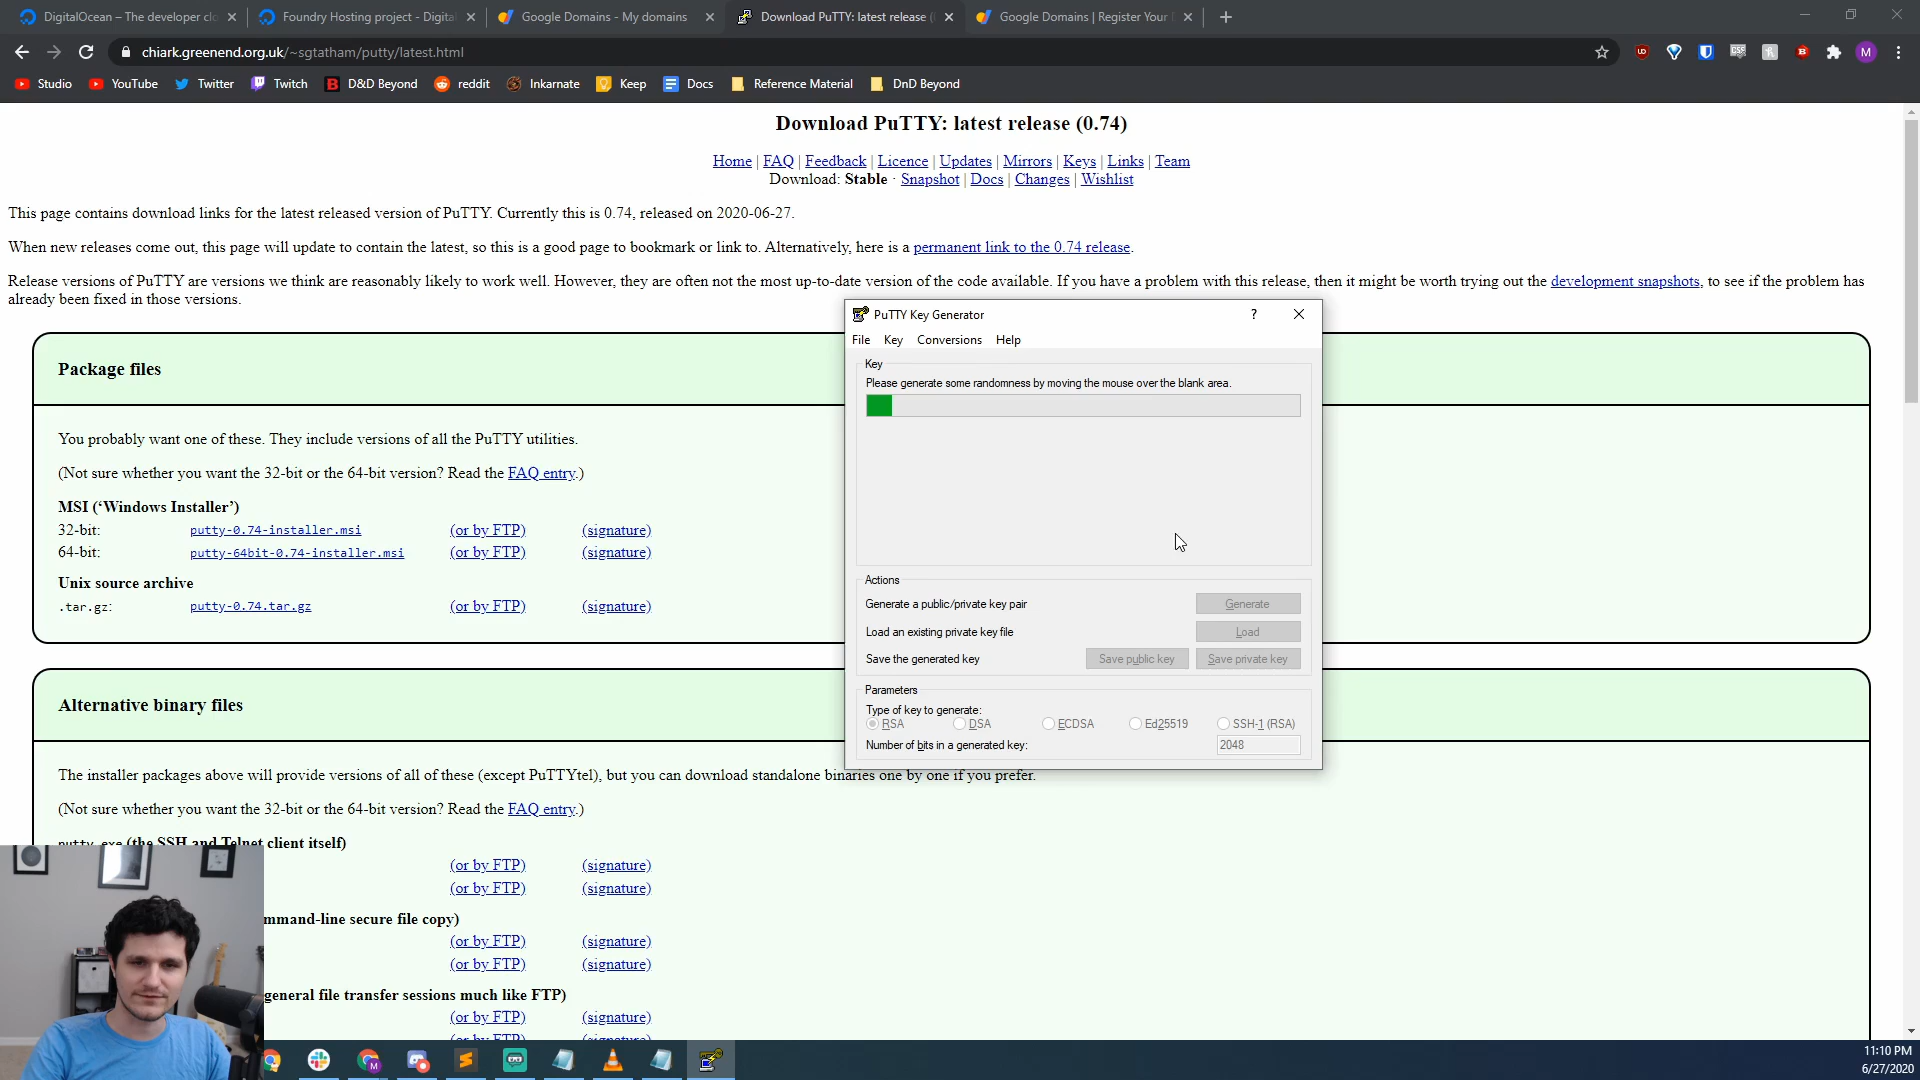 DigitalOcean – The developer cl
Foundry Hosting project - Digita
Google Domains - My domains
Download PuTTY: latest release (
Google Domains | Register Your
chiark.greenend.org.uk/~sgtatham/putty/latest.html
Studio
YouTube
Twitter
Twitch
D&D Beyond
reddit
Inkarnate
Keep
Docs
Reference Material
DnD Beyond
Download PuTTY: latest release (0.74)
Home | FAQ | Feedback | Licence | Updates | Mirrors | Keys | Links | Team
Download: Stable · Snapshot | Docs | Changes | Wishlist
This page contains download links for the latest released version of PuTTY. Currently this is 0.74, released on 2020-06-27.
When new releases come out, this page will update to contain the latest, so this is a good page to bookmark or link to. Alternatively, here is a permanent link to the 0.74 release.
Release versions of PuTTY are versions we think are reasonably likely to work well. However, they are often not the most up-to-date version of the code available. If you have a problem with this release, then it might be worth trying out the development snapshots, to see if the problem has
already been fixed in those versions.
Package files
You probably want one of these. They include versions of all the PuTTY utilities.
(Not sure whether you want the 32-bit or the 64-bit version? Read the FAQ entry.)
MSI (‘Windows Installer’)
32-bit: putty-0.74-installer.msi (or by FTP) (signature)
64-bit: putty-64bit-0.74-installer.msi (or by FTP) (signature)
Unix source archive
.tar.gz: putty-0.74.tar.gz (or by FTP) (signature)
Alternative binary files
The installer packages above will provide versions of all of these (except PuTTYtel), but you can download standalone binaries one by one if you prefer.
(Not sure whether you want the 32-bit or the 64-bit version? Read the FAQ entry.)
putty.exe (the SSH and Telnet client itself)
(or by FTP) (signature)
(or by FTP) (signature)
mmand-line secure file copy)
(or by FTP) (signature)
(or by FTP) (signature)
general file transfer sessions much like FTP)
(or by FTP) (signature)
(or by FTP) (signature)
PuTTY Key Generator
?
File Key Conversions Help
Key
Please generate some randomness by moving the mouse over the blank area.
Actions
Generate a public/private key pair
Generate
Load an existing private key file
Load
Save the generated key
Save public key
Save private key
Parameters
Type of key to generate:
RSA
DSA
ECDSA
Ed25519
SSH-1 (RSA)
Number of bits in a generated key:
2048
M
11:10 PM
6/27/2020